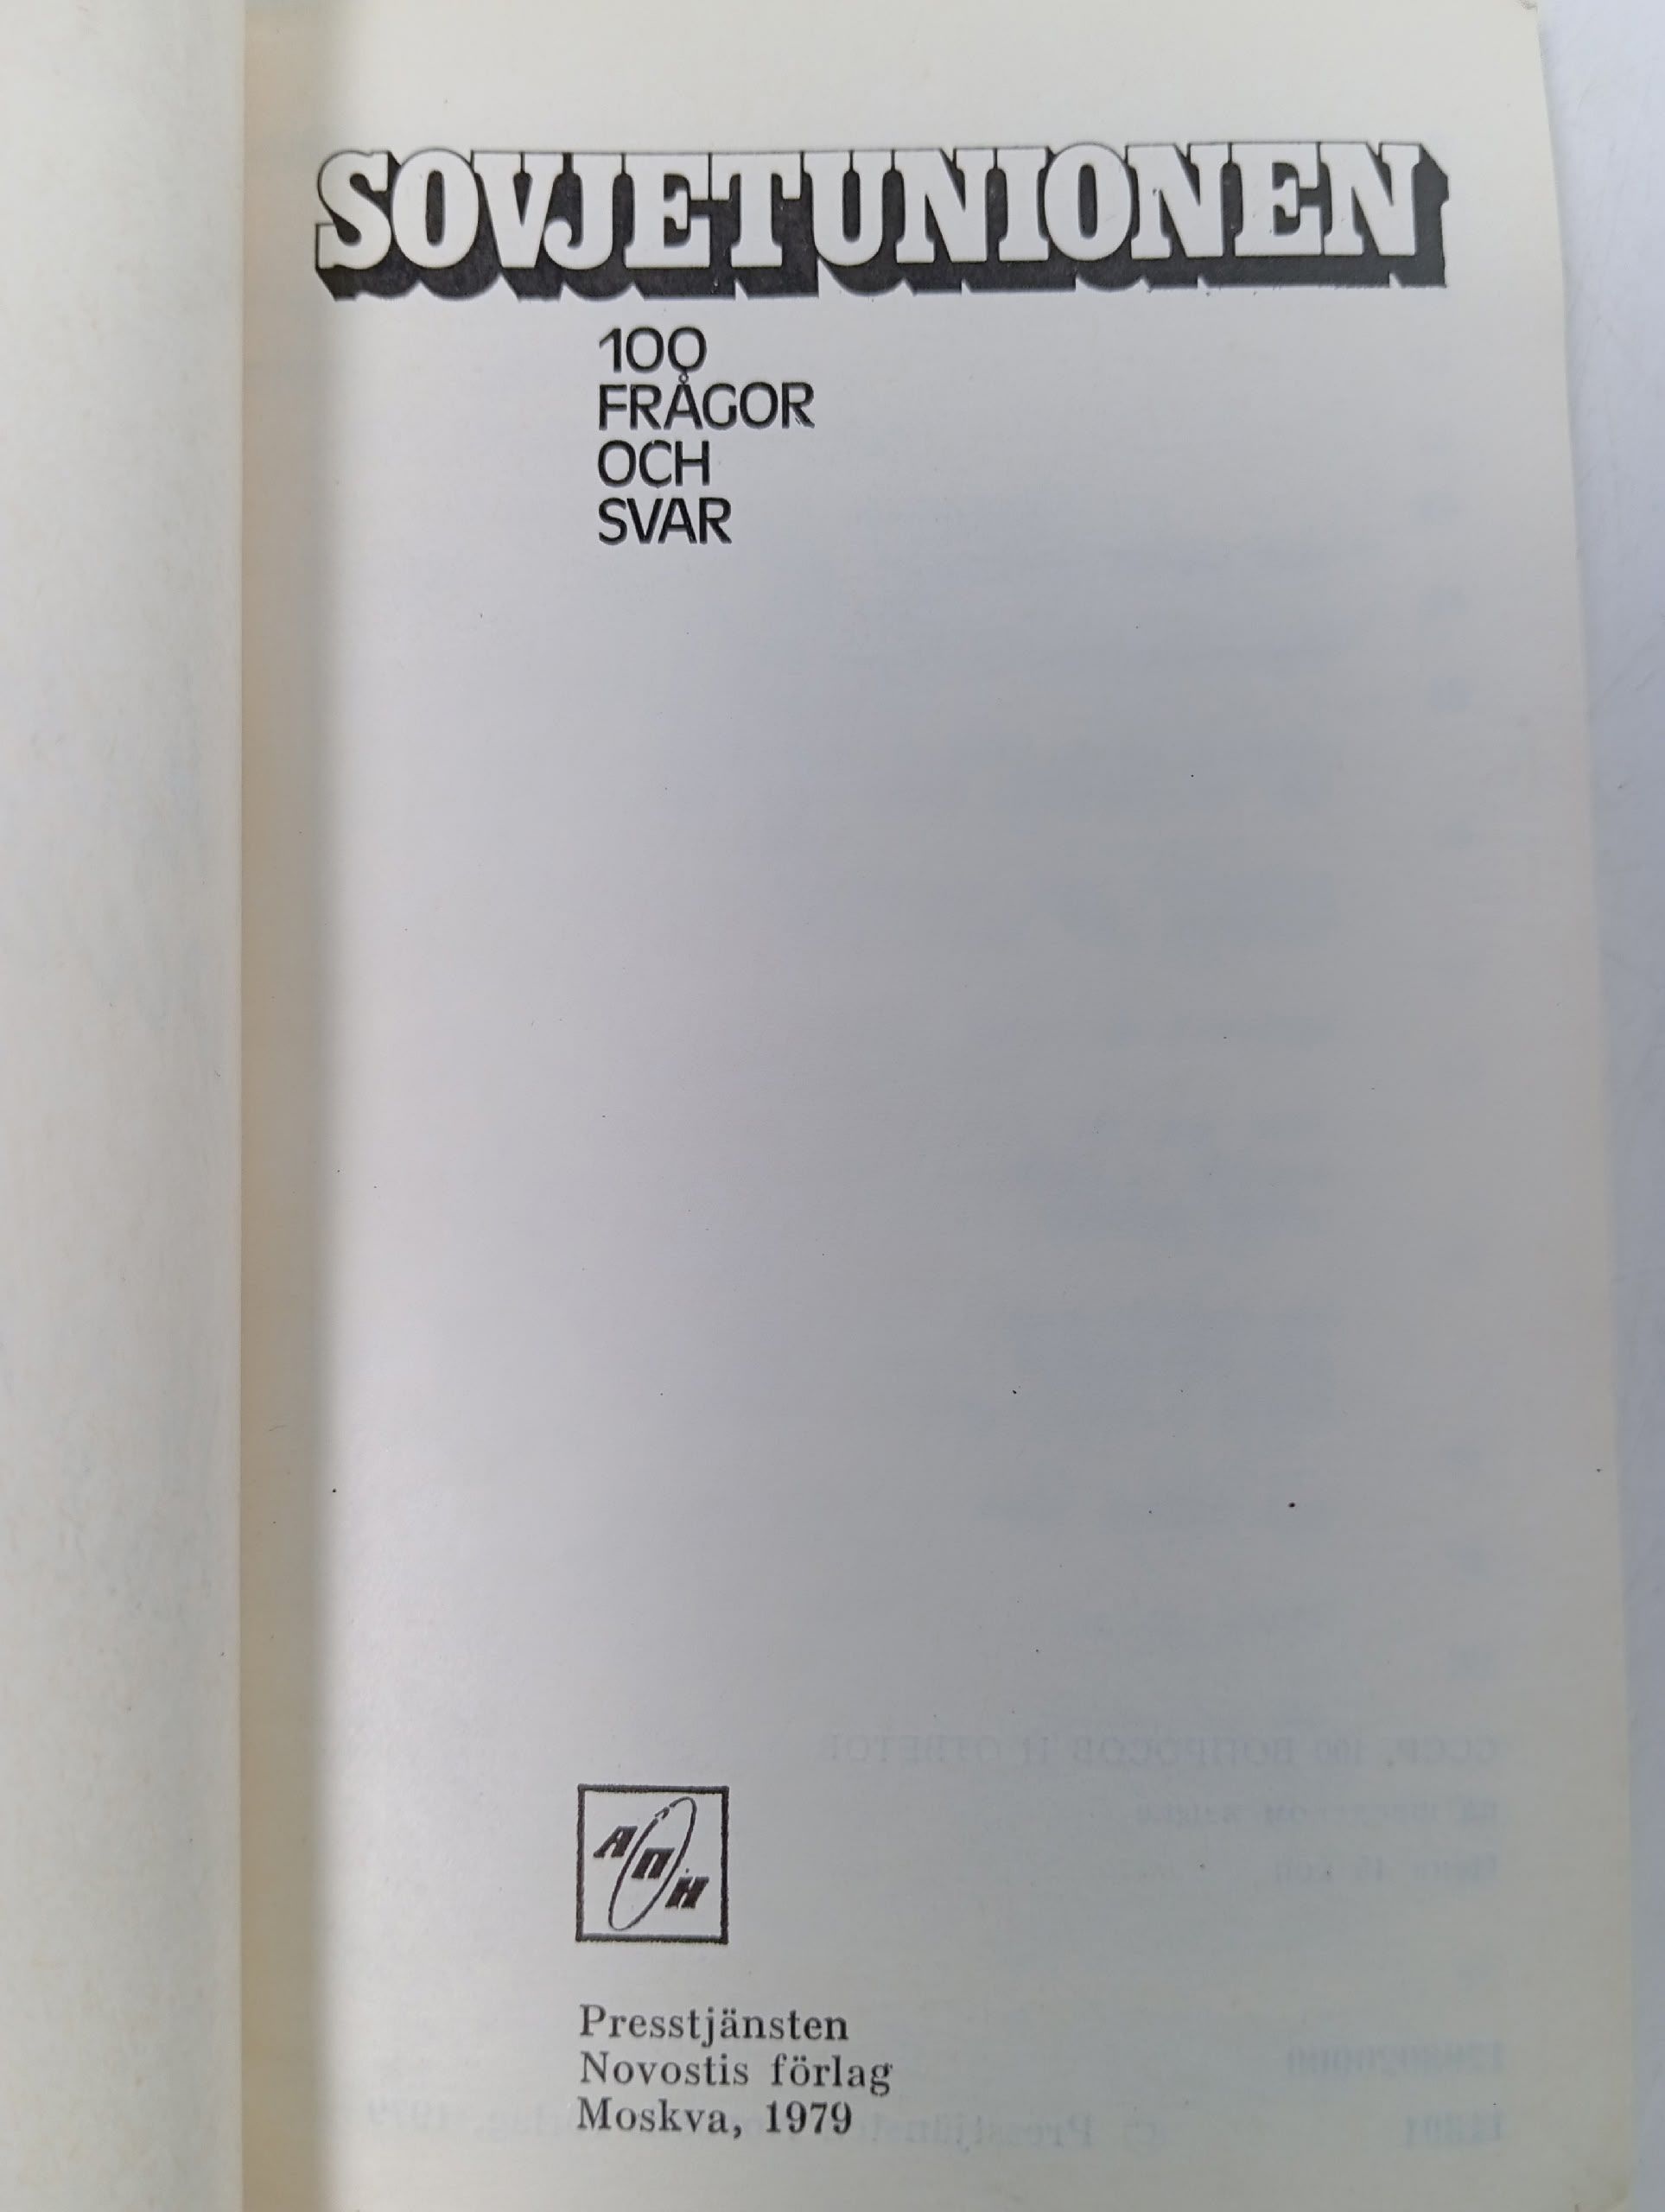 SOVJETUNIONEN
100
FRÅGOR
OCH
SVAR
АПН
Presstjänsten
Novostis förlag
Moskva, 1979